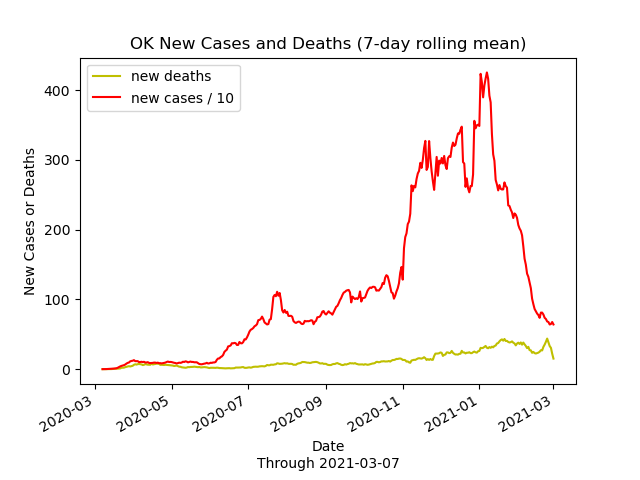 OK New Cases and Deaths (7-day rolling mean)
new deaths
new cases / 10
400
300
200
100
0
New Cases or Deaths
2020-03
2020-05
2020-07
2020-09
2020-11
2021-01
2021-03
Date
Through 2021-03-07